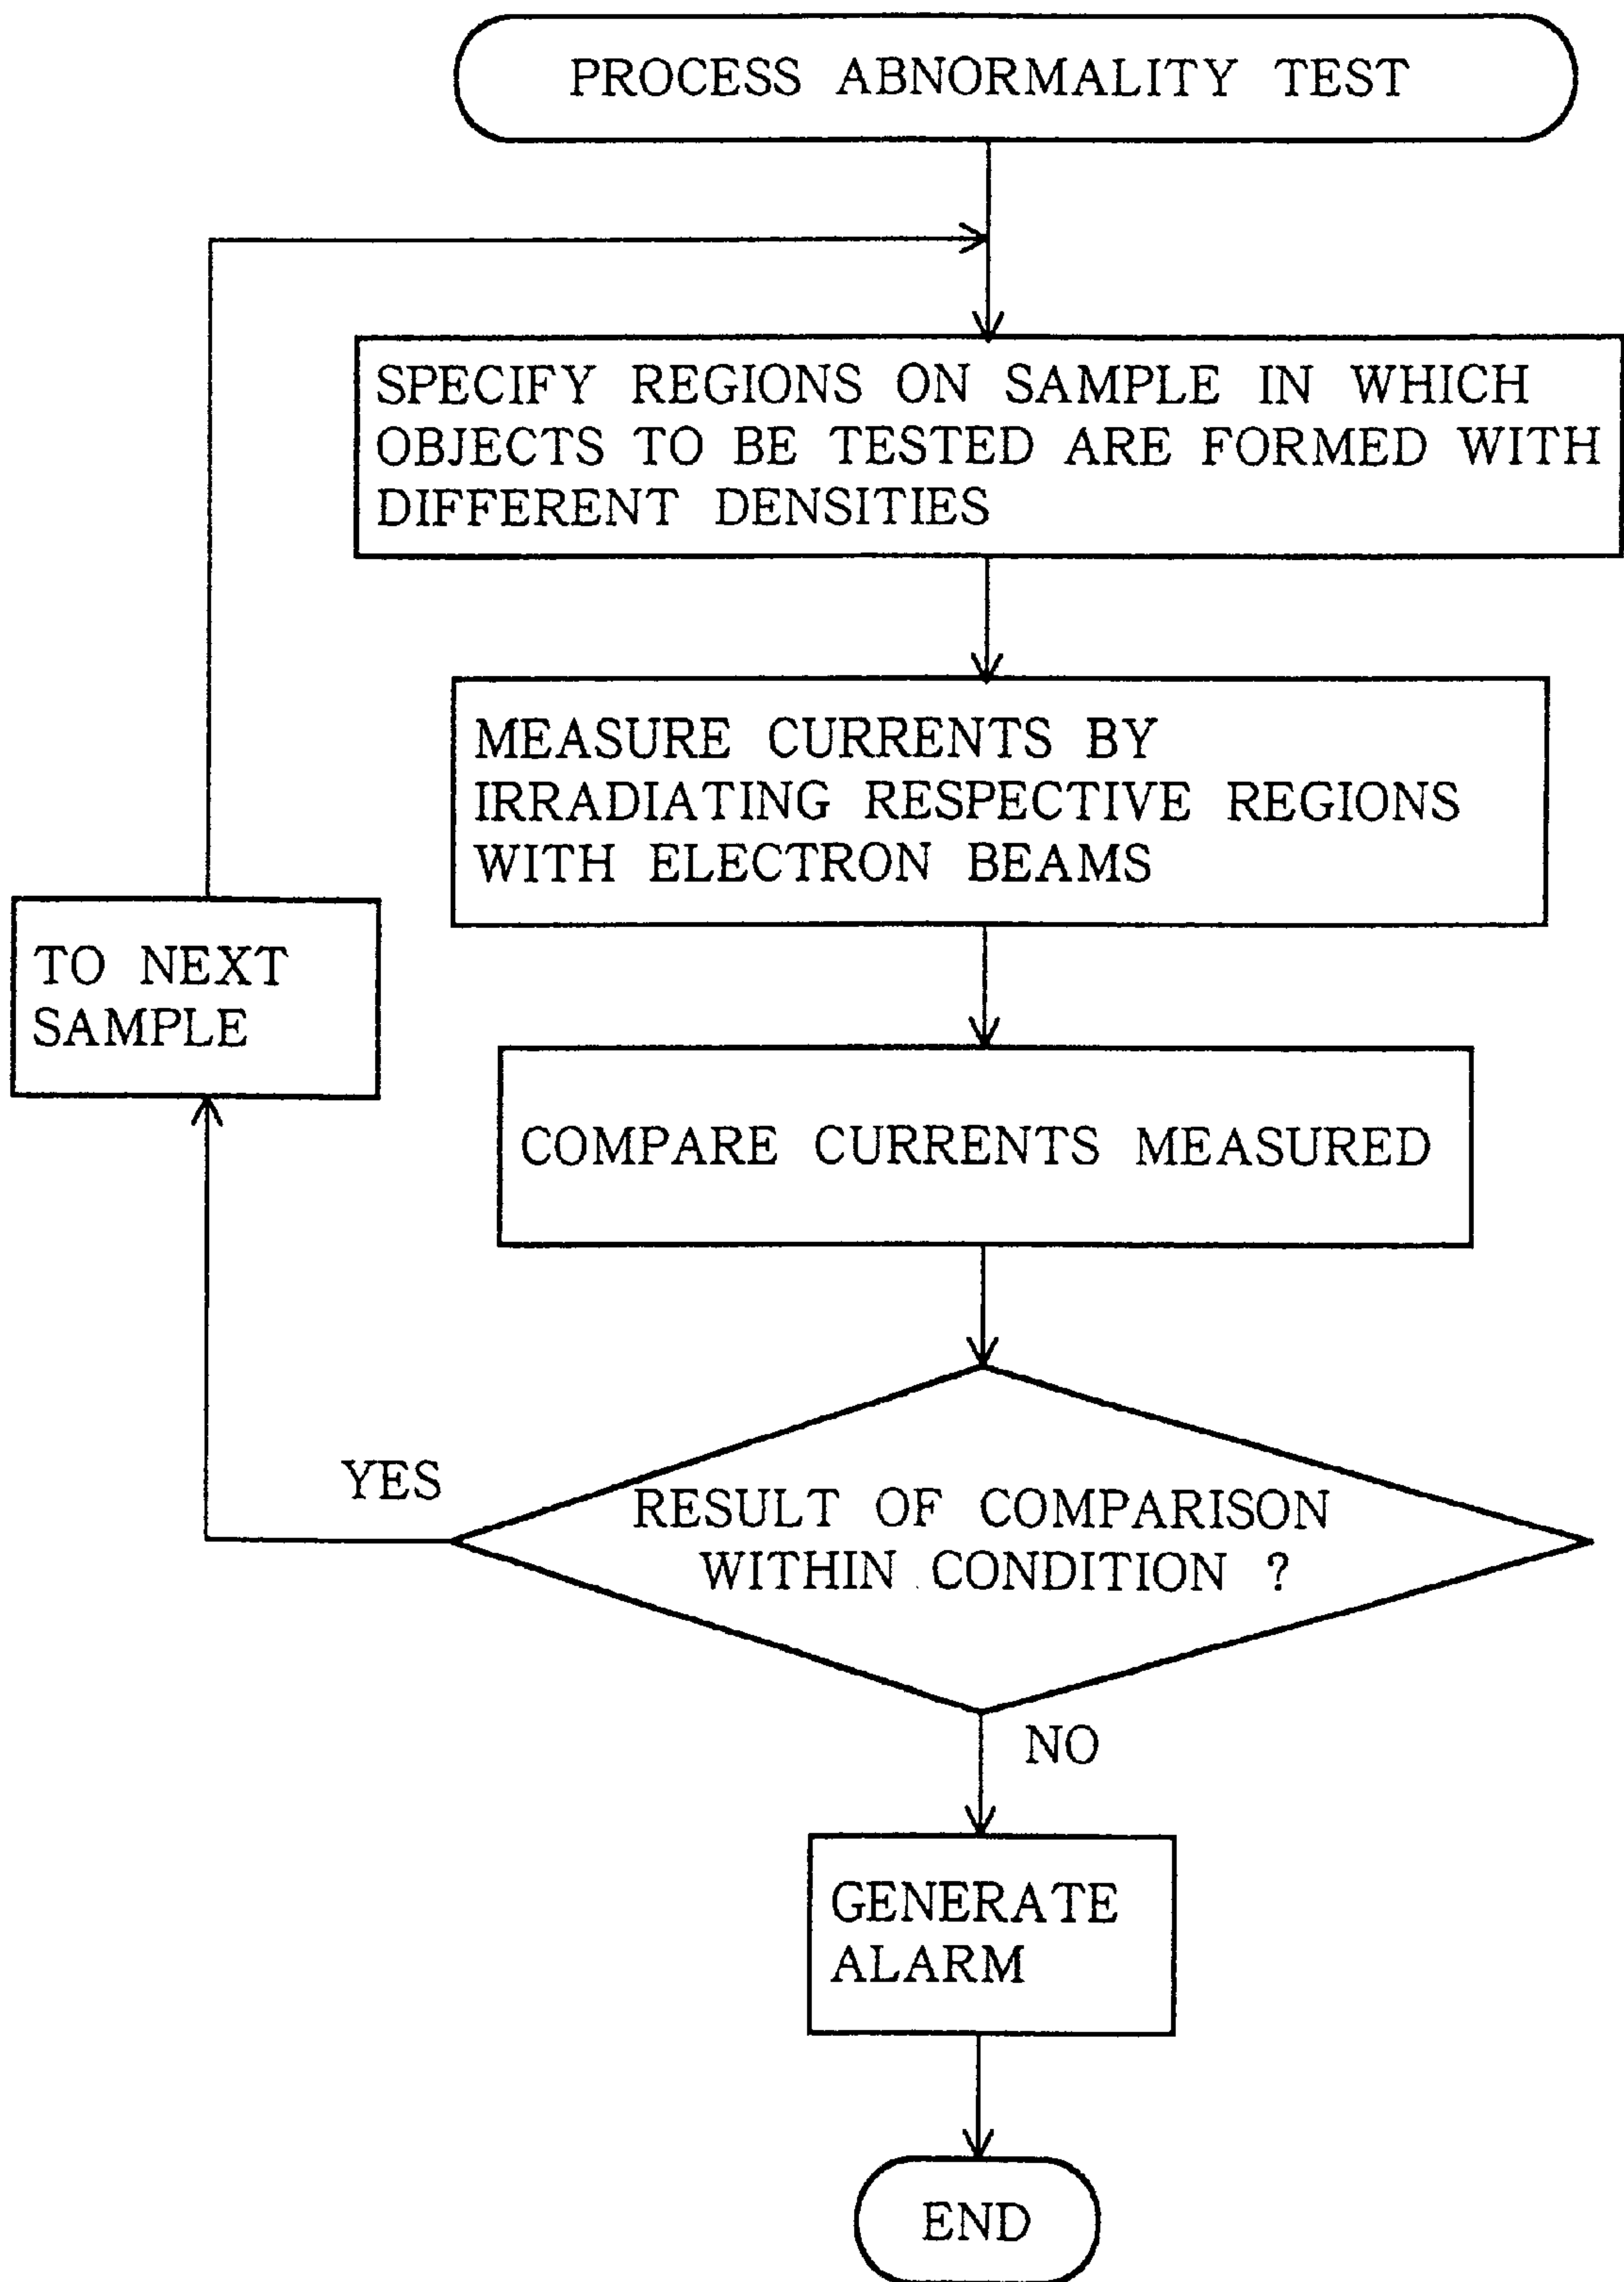 PROCESS ABNORMALITY TEST
SPECIFY REGIONS ON SAMPLE IN WHICH
OBJECTS TO BE TESTED ARE FORMED WITH
DIFFERENT DENSITIES
MEASURE CURRENTS BY
IRRADIATING RESPECTIVE REGIONS
WITH ELECTRON BEAMS
TO NEXT
SAMPLE
COMPARE CURRENTS MEASURED
YES
RESULT OF COMPARISON
WITHIN CONDITION ?
NO
GENERATE
ALARM
END